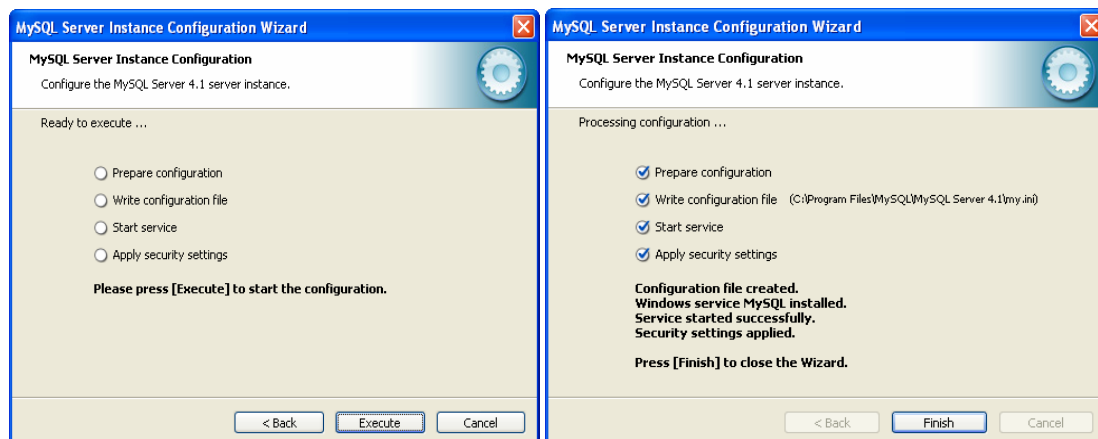 MySQL Server Instance Configuration Wizard
MySQL Server Instance Configuration
Configure the MySQL Server 4.1 server instance.
Ready to execute ...
Prepare configuration
Write configuration file
Start service
Apply security settings
Please press [Execute] to start the configuration.
< Back
Execute
Cancel
MySQL Server Instance Configuration Wizard
MySQL Server Instance Configuration
Configure the MySQL Server 4.1 server instance.
Processing configuration ...
Prepare configuration
Write configuration file (C:\Program Files\MySQL\MySQL Server 4.1\my.ini)
Start service
Apply security settings
Configuration file created.
Windows service MySQL installed.
Service started successfully.
Security settings applied.
Press [Finish] to close the Wizard.
< Back
Finish
Cancel